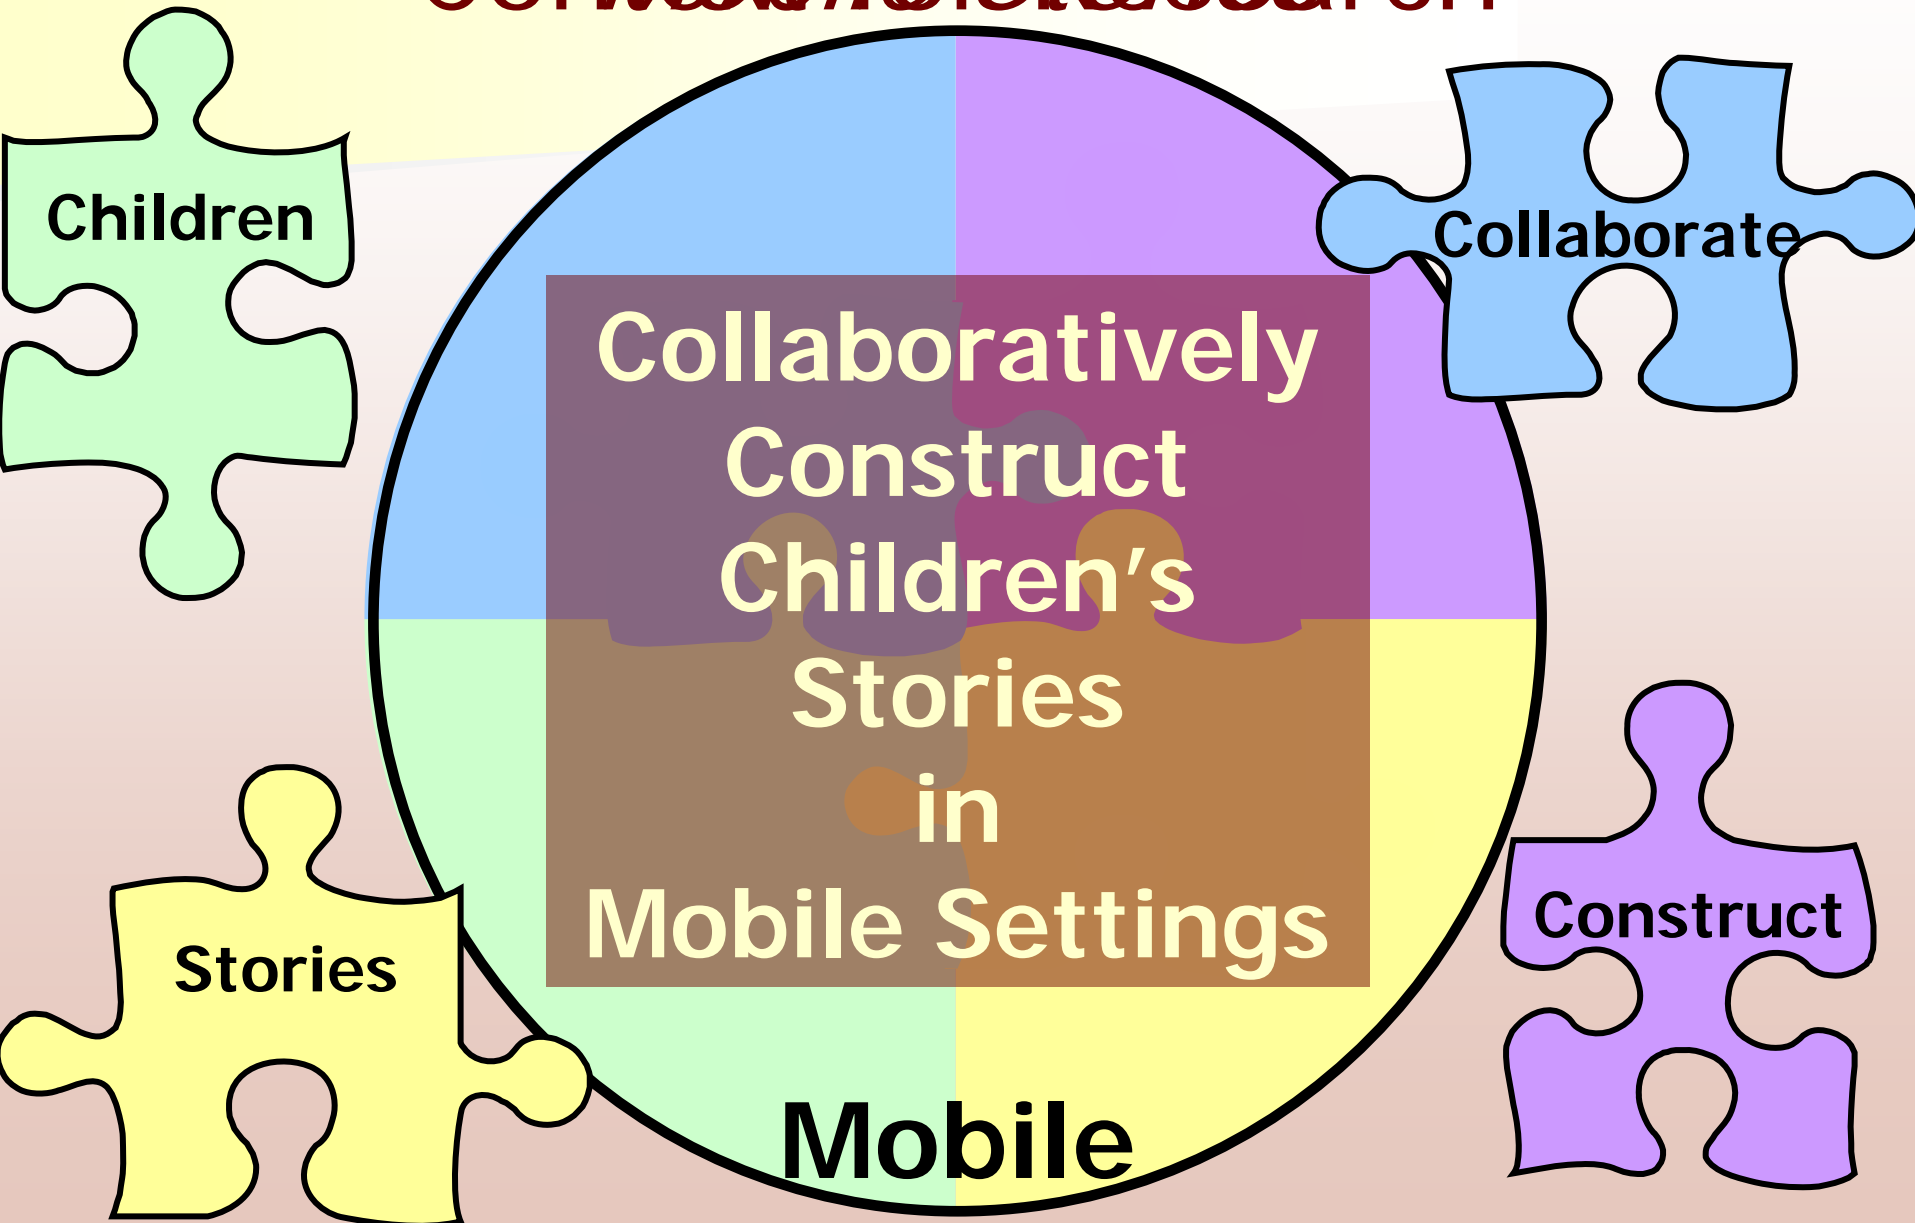 Children
Collaborate
Collaboratively
Construct
Children's
Stories
in
Mobile Settings
Construct
Stories
Mobile